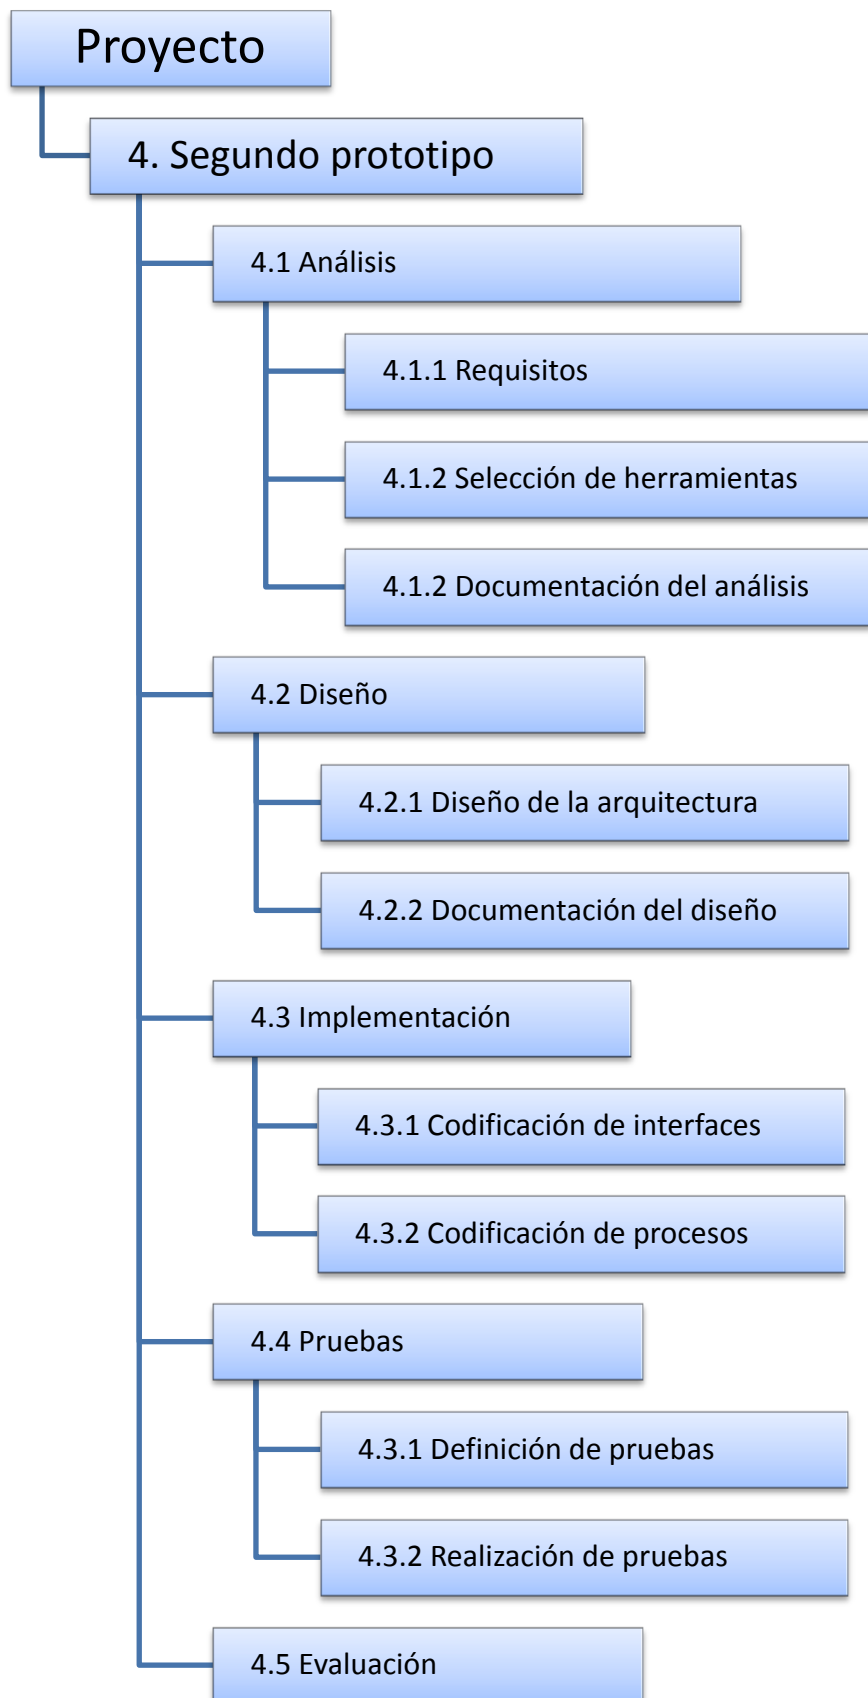 Proyecto
4. Segundo prototipo
4.1 Análisis
4.1.1 Requisitos
4.1.2 Selección de herramientas
4.1.2 Documentación del análisis
4.2 Diseño
4.2.1 Diseño de la arquitectura
4.2.2 Documentación del diseño
4.3 Implementación
4.3.1 Codificación de interfaces
4.3.2 Codificación de procesos
4.4 Pruebas
4.3.1 Definición de pruebas
4.3.2 Realización de pruebas
4.5 Evaluación